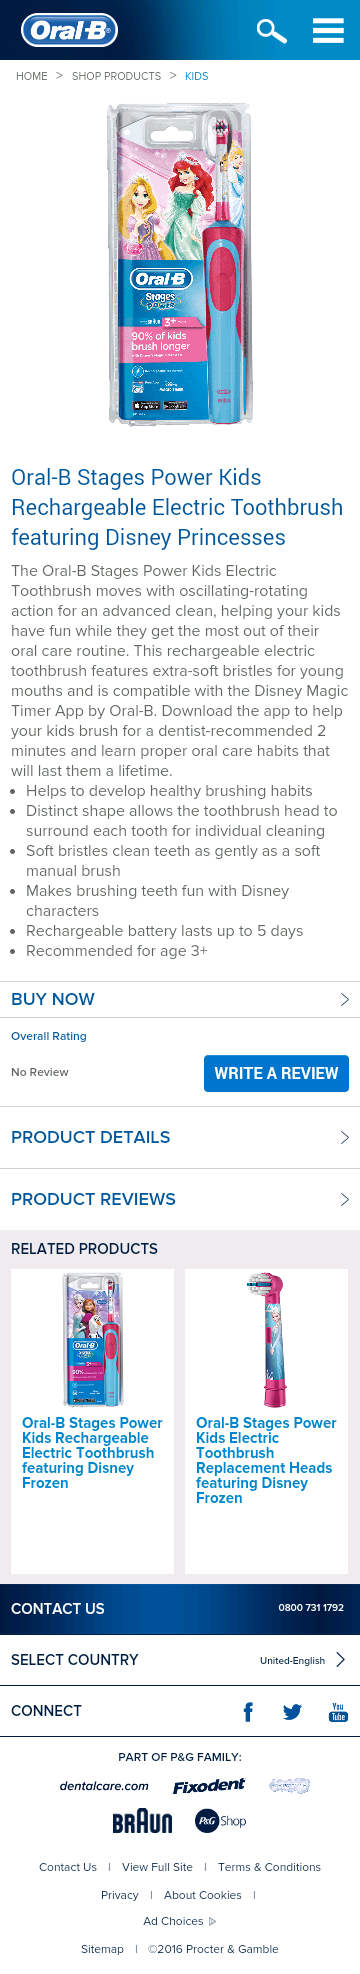 Oral-B
HOME > SHOP PRODUCTS > KIDS
Oral-B
Stages
POWER
3+
90% of kids
brush longer
MAGIC TIMER
Oral-B Stages Power Kids
Rechargeable Electric Toothbrush
featuring Disney Princesses
The Oral-B Stages Power Kids Electric
Toothbrush moves with oscillating-rotating
action for an advanced clean, helping your kids
have fun while they get the most out of their
oral care routine. This rechargeable electric
toothbrush features extra-soft bristles for young
mouths and is compatible with the Disney Magic
Timer App by Oral-B. Download the app to help
your kids brush for a dentist-recommended 2
minutes and learn proper oral care habits that
will last them a lifetime.
• Helps to develop healthy brushing habits
• Distinct shape allows the toothbrush head to
surround each tooth for individual cleaning
• Soft bristles clean teeth as gently as a soft
manual brush
• Makes brushing teeth fun with Disney
characters
• Rechargeable battery lasts up to 5 days
• Recommended for age 3+
BUY NOW
Overall Rating
No Review
WRITE A REVIEW
PRODUCT DETAILS
PRODUCT REVIEWS
RELATED PRODUCTS
Oral-B
Oral-B Stages Power
Kids Rechargeable
Electric Toothbrush
featuring Disney
Frozen
Oral-B Stages Power
Kids Electric
Toothbrush
Replacement Heads
featuring Disney
Frozen
CONTACT US
0800 731 1792
SELECT COUNTRY
United-English
CONNECT
You
Tube
PART OF P&G FAMILY:
dentalcare.com
Fixodent
BRAUN
P&G Shop
Contact Us | View Full Site | Terms & Conditions
Privacy | About Cookies |
Ad Choices
Sitemap | ©2016 Procter & Gamble